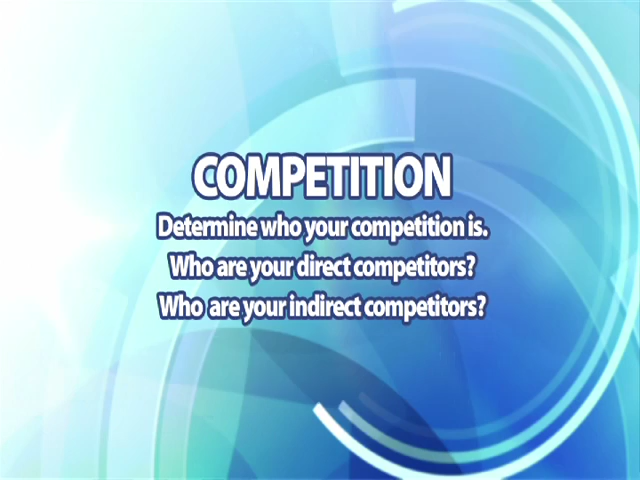 COMPETITION
Determine who your competition is.
Who are your direct competitors?
Who are your indirect competitors?